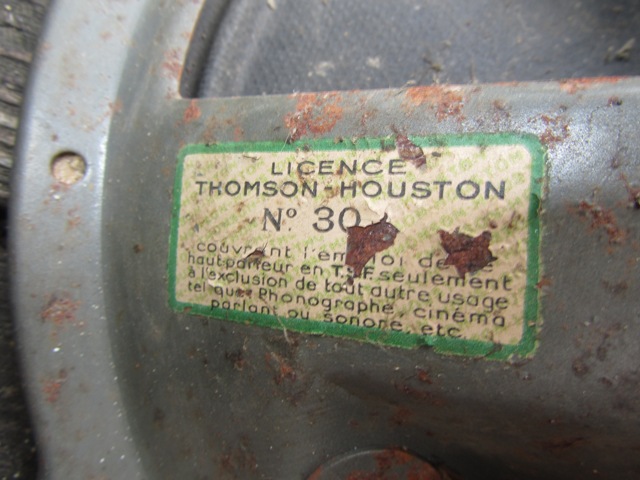 LICENCE
THOMSON-HOUSTON
Nº 30
couvrant l'emploi de
haut-parleur en T.S.F. seulement
à l'exclusion de tout autre usage
tel que: Phonographe, cinéma
parlant ou sonore, etc.